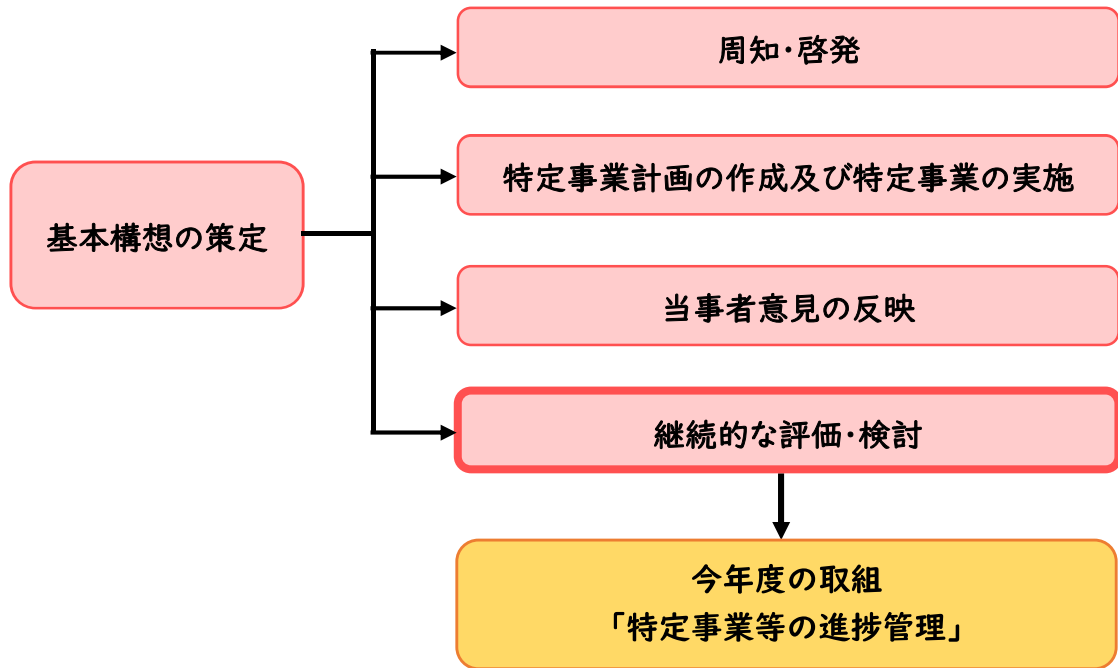 周知・啓発
特定事業計画の作成及び特定事業の実施
基本構想の策定
当事者意見の反映
継続的な評価・検討
今年度の取組
「特定事業等の進捗管理」